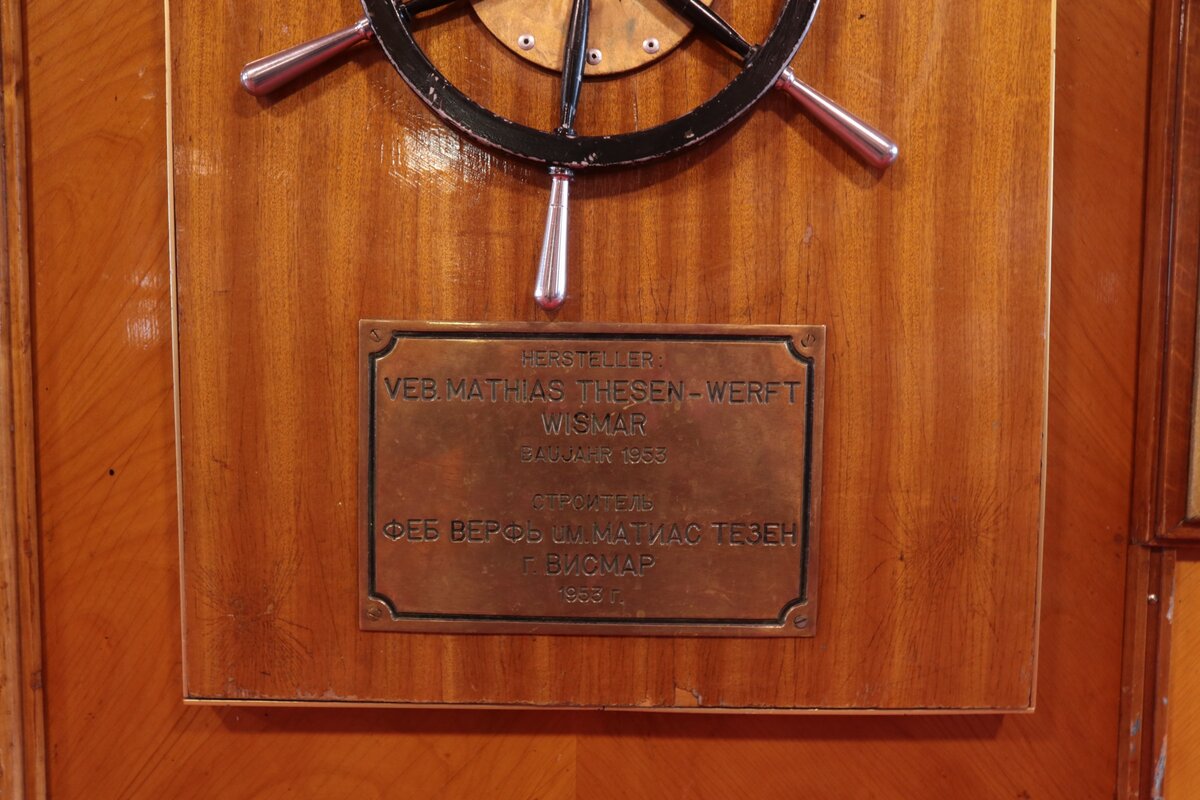 HERSTELLER:
VEB. MATHIAS THESEN-WERFT
WISMAR
BAUJAHR 1953
СТРОИТЕЛЬ
ФЕБ ВЕРФЬ им. МАТИАС ТЕЗЕН
г. ВИСМАР
1953 г.